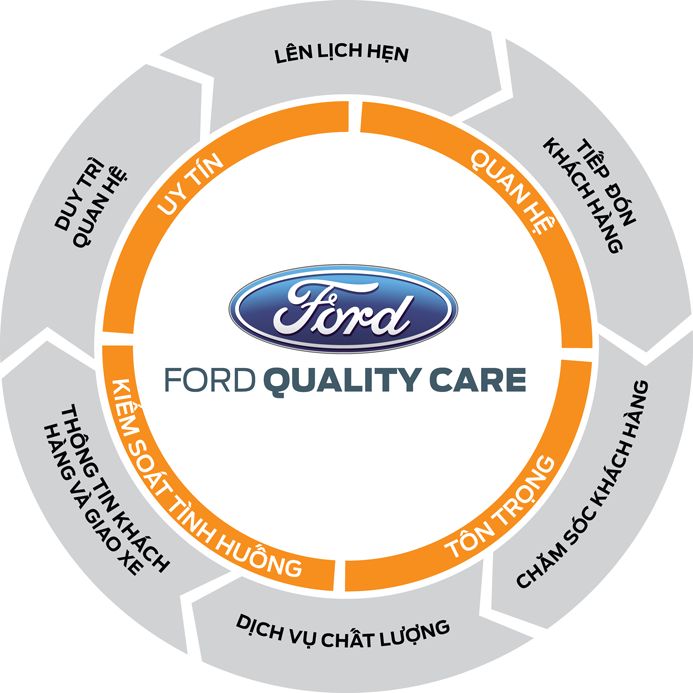 LÊN LỊCH HẸN
TIẾP ĐÓN
KHÁCH HÀNG
CHĂM SÓC KHÁCH HÀNG
DỊCH VỤ CHẤT LƯỢNG
THÔNG TIN KHÁCH
HÀNG VÀ GIAO XE
DUY TRÌ
QUAN HỆ
UY TÍN
QUAN HỆ
TÔN TRỌNG
KIỂM SOÁT TÌNH HUỐNG
Ford
FORD QUALITY CARE